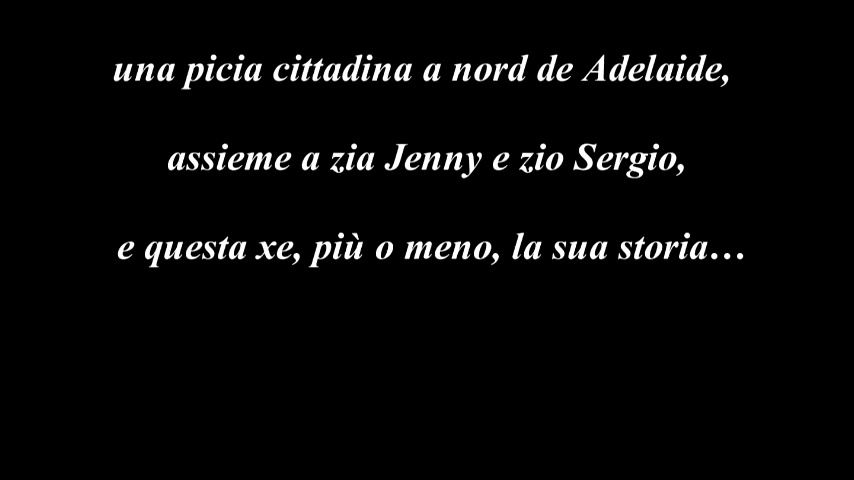 una picia cittadina a nord de Adelaide,
assieme a zia Jenny e zio Sergio,
e questa xe, più o meno, la sua storia…